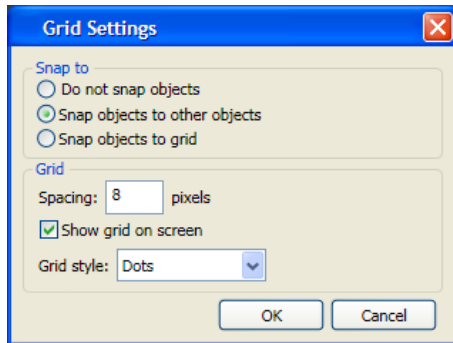 Grid Settings
Snap to
Do not snap objects
Snap objects to other objects
Snap objects to grid
Grid
Spacing: 8 pixels
Show grid on screen
Grid style: Dots
OK Cancel